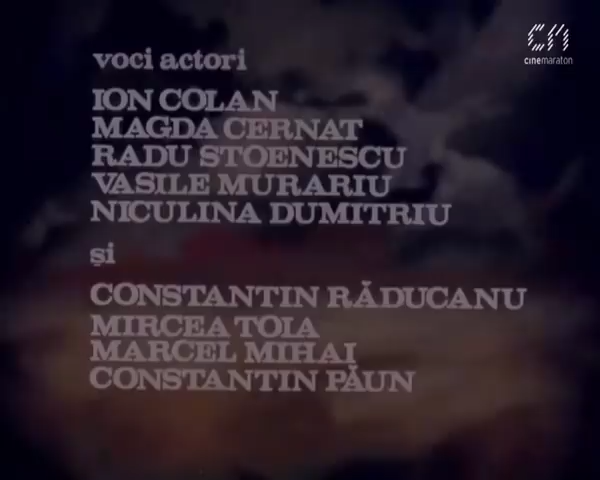 CM
cinemaraton
voci actori
ION COLAN
MAGDA CERNAT
RADU STOENESCU
VASILE MURARIU
NICULINA DUMITRIU
și
CONSTANTIN RĂDUCANU
MIRCEA TOIA
MARCEL MIHAI
CONSTANTIN PĂUN